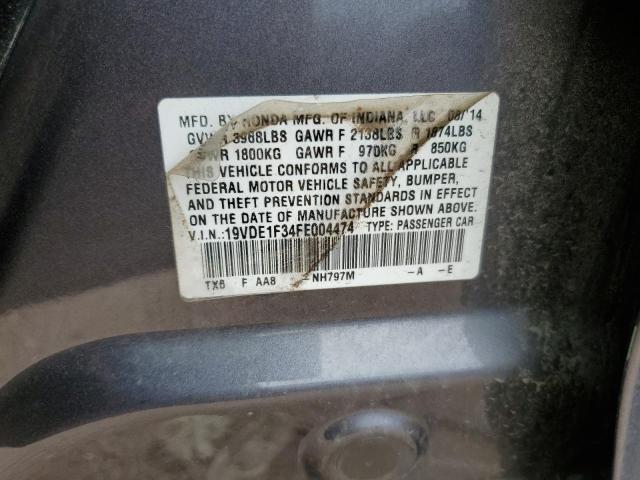 MFD. BY HONDA MFG. OF INDIANA, LLC 08/14
GVWR 3968LBS GAWR F 2138LBS R 1874LBS
GVWR 1800KG GAWR F 970KG R 850KG
THIS VEHICLE CONFORMS TO ALL APPLICABLE
FEDERAL MOTOR VEHICLE SAFETY, BUMPER,
AND THEFT PREVENTION STANDARDS IN EFFECT
ON THE DATE OF MANUFACTURE SHOWN ABOVE.
V.I.N.:19VDE1F34FE004474 TYPE: PASSENGER CAR
TX6 F AA8 NH797M -A -E